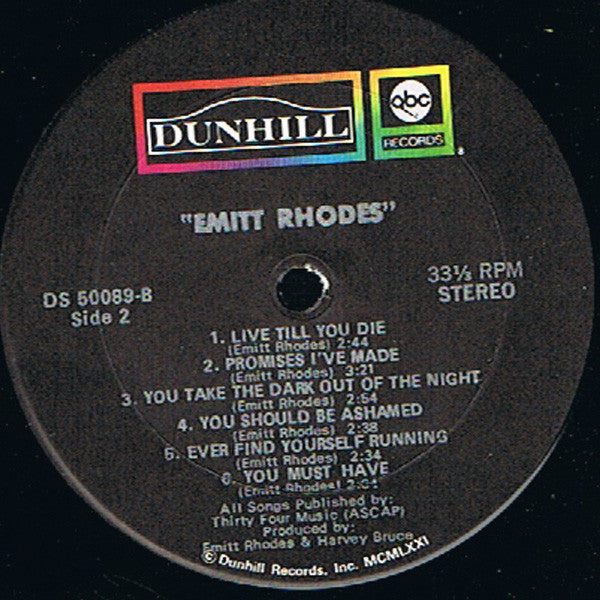 DUNHILL
abc
RECORDS
"EMITT RHODES"
DS 50089-B
Side 2
33⅓ RPM
STEREO
1. LIVE TILL YOU DIE
(Emitt Rhodes) 2:44
2. PROMISES I'VE MADE
(Emitt Rhodes) 3:21
3. YOU TAKE THE DARK OUT OF THE NIGHT
(Emitt Rhodes) 2:54
4. YOU SHOULD BE ASHAMED
(Emitt Rhodes) 2:38
5. EVER FIND YOURSELF RUNNING
(Emitt Rhodes) 2:34
6. YOU MUST HAVE
(Emitt Rhodes)
All Songs Published by:
Thirty Four Music (ASCAP)
Produced by:
Emitt Rhodes & Harvey Bruce
© Dunhill Records, Inc. MCMLXXI